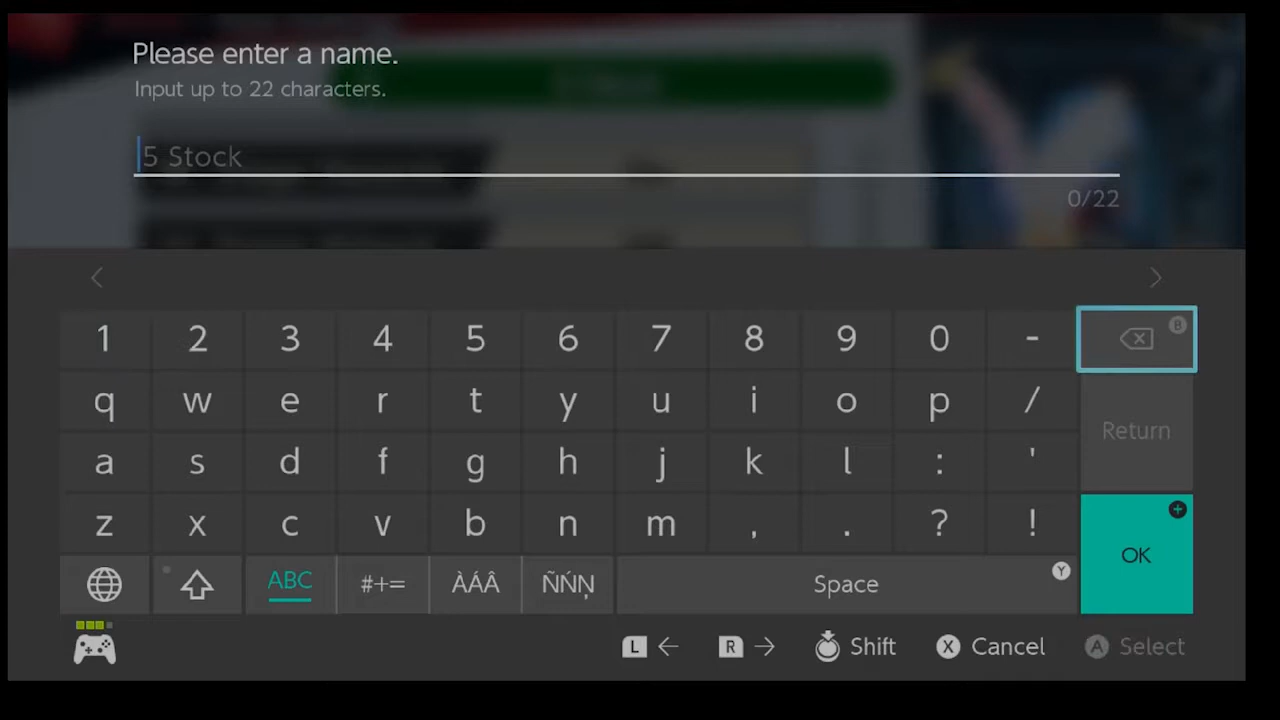 Please enter a name.
Input up to 22 characters.
5 Stock
0/22
1 2 3 4 5 6 7 8 9 0 - B
q w e r t y u i o p /
Return
a s d f g h j k l : '
z x c v b n m , . ? !
OK
ABC #+= ÀÁÂ ÑŃŅ Space Y
L ← R → Shift X Cancel A Select